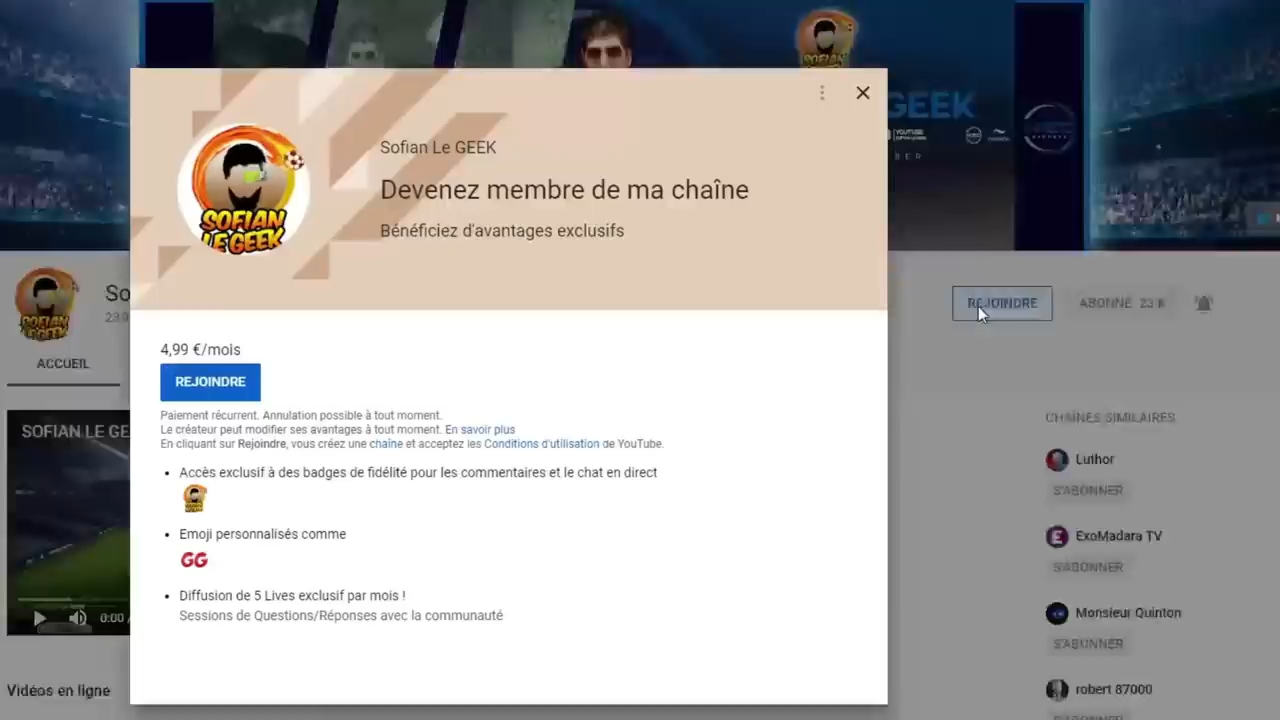 GEEK
YOUTUBE
Sofian Le GEEK
Devenez membre de ma chaîne
Bénéficiez d'avantages exclusifs
SOFIAN
LE GEEK
So
REJOINDRE
ABONNÉ 23 K
ACCUEIL
4,99 €/mois
REJOINDRE
Paiement récurrent. Annulation possible à tout moment.
Le créateur peut modifier ses avantages à tout moment. En savoir plus
En cliquant sur Rejoindre, vous créez une chaîne et acceptez les Conditions d'utilisation de YouTube.
Accès exclusif à des badges de fidélité pour les commentaires et le chat en direct
Emoji personnalisés comme
GG
Diffusion de 5 Lives exclusif par mois !
Sessions de Questions/Réponses avec la communauté
SOFIAN LE GE
0:00 /
Vidéos en ligne
CHAÎNES SIMILAIRES
Luthor
S'ABONNER
ExoMadara TV
S'ABONNER
Monsieur Quinton
S'ABONNER
robert 87000